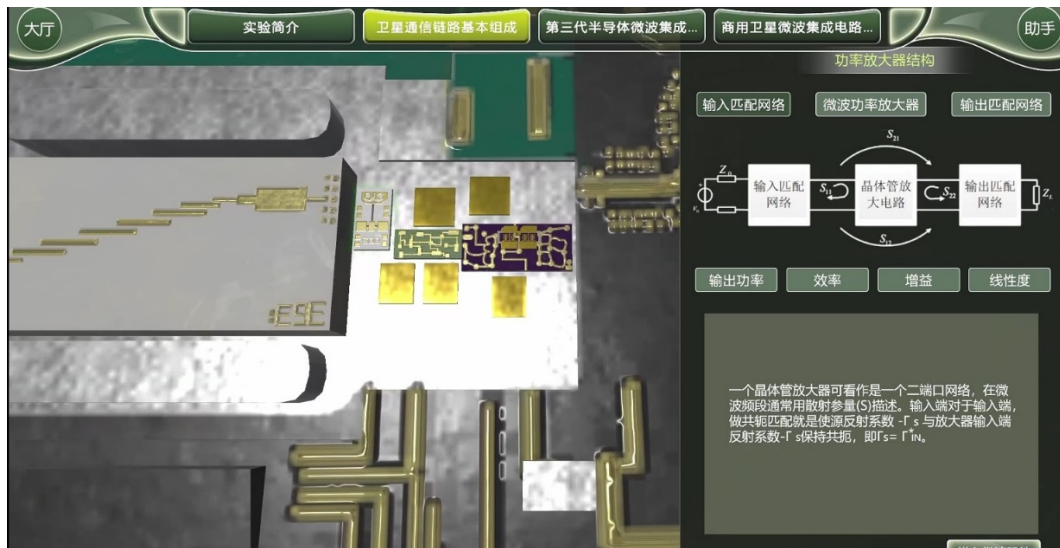 大厅
实验简介
卫星通信链路基本组成
第三代半导体微波集成...
商用卫星微波集成电路...
助手
功率放大器结构
输入匹配网络
微波功率放大器
输出匹配网络
S21
Z0
输入匹配
网络
S11
晶体管放
大电路
S22
输出匹配
网络
ZL
S12
输出功率
效率
增益
线性度
ESE
一个晶体管放大器可看作是一个二端口网络，在微
波频段通常用散射参量(S)描述。输入端对于输入端，
做共轭匹配就是使源反射系数 -Γ s 与放大器输入端
反射系数-Γ s保持共扼，即Γs= Γ*IN。